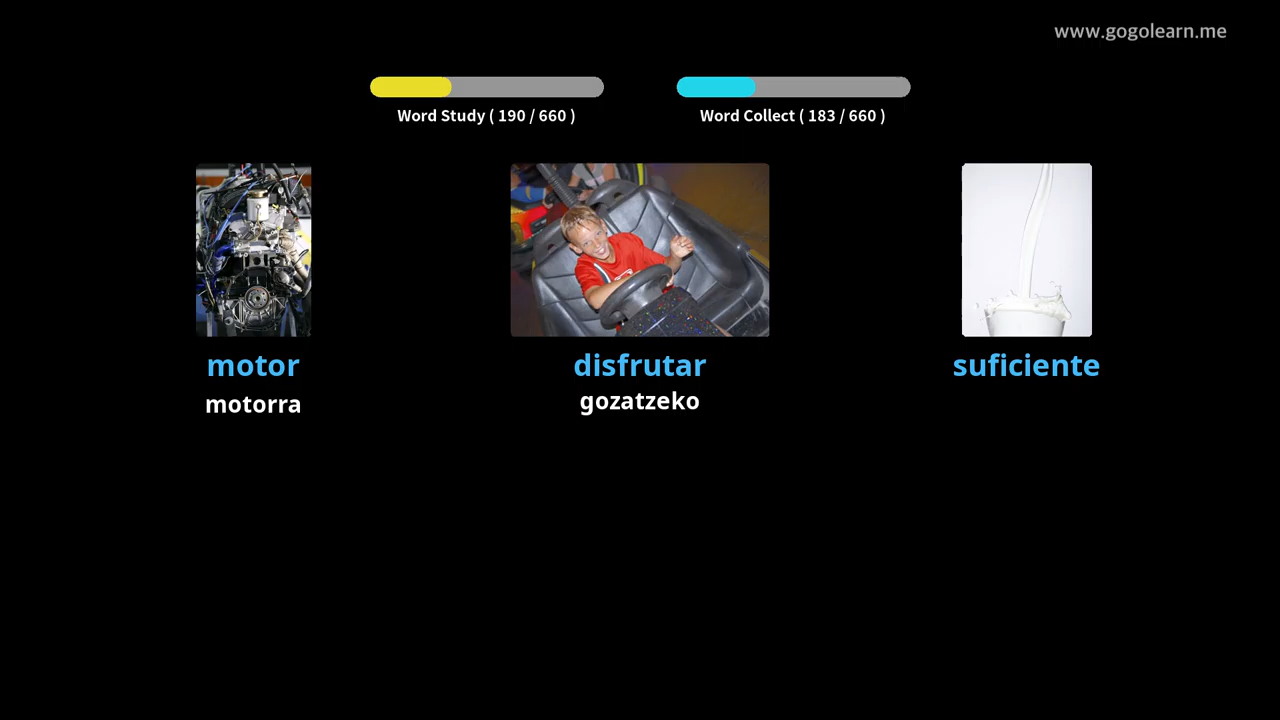 www.gogolearn.me
Word Study ( 190 / 660 )
Word Collect ( 183 / 660 )
motor
motorra
disfrutar
gozatzeko
suficiente